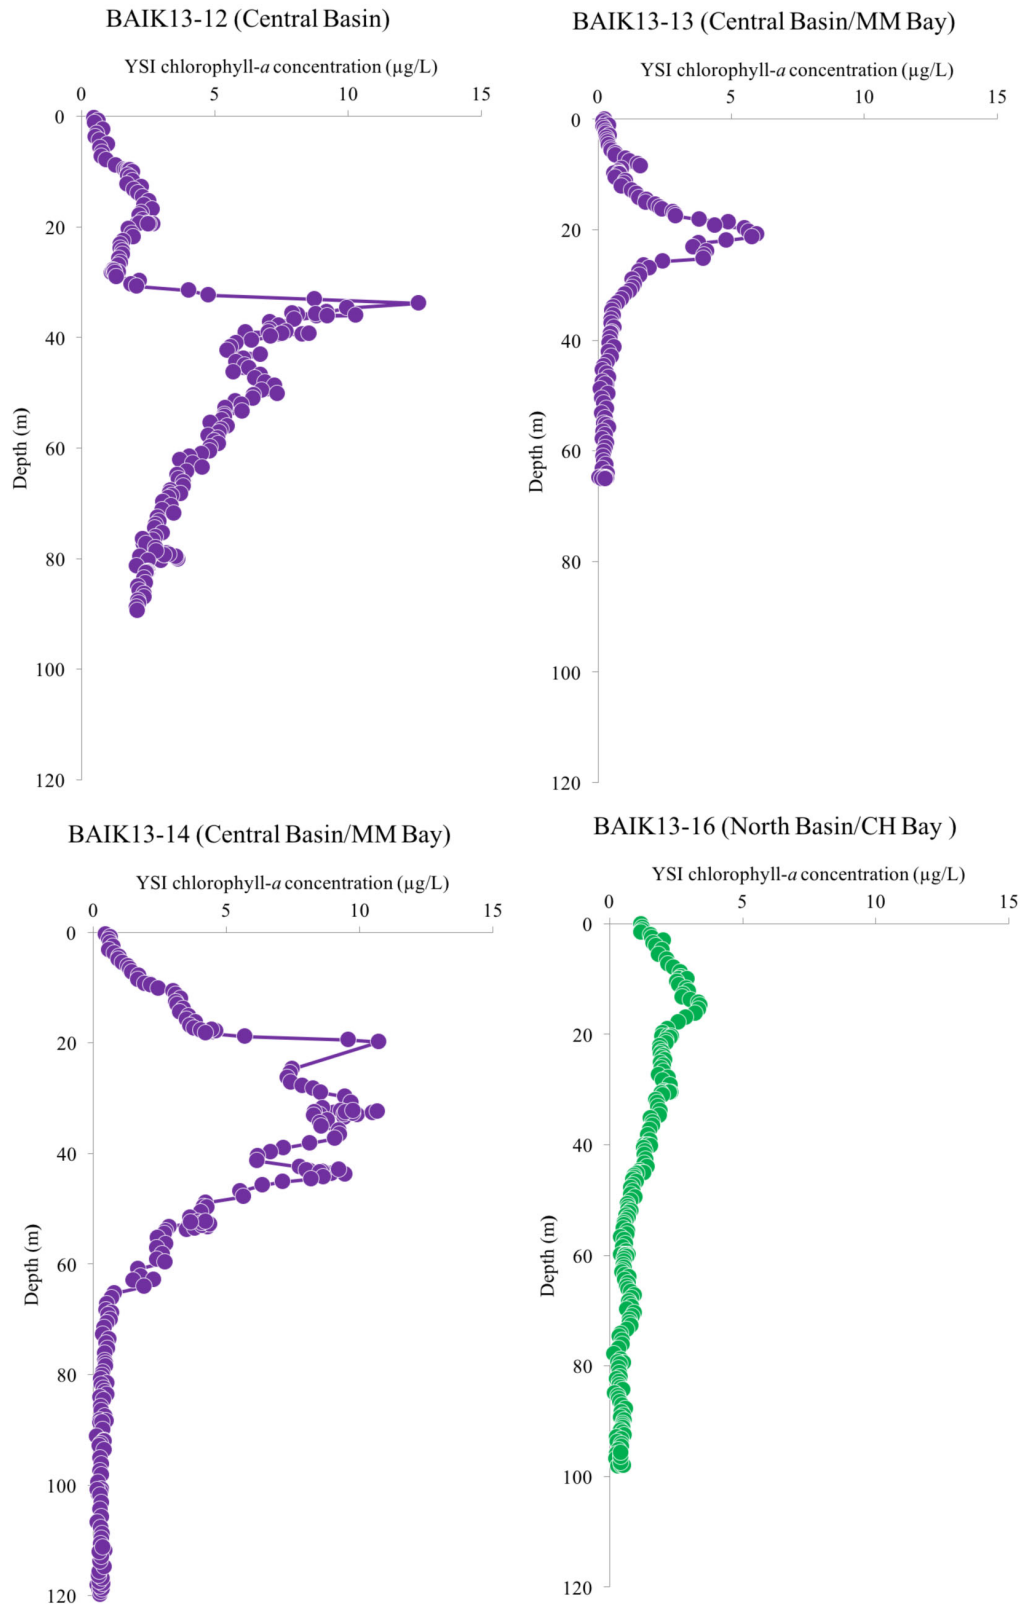 BAIK13-12 (Central Basin)
YSI chlorophyll-a concentration (µg/L)
0 5 10 15
0
20
40
60
80
100
120
Depth (m)
BAIK13-13 (Central Basin/MM Bay)
YSI chlorophyll-a concentration (µg/L)
0 5 10 15
0
20
40
60
80
100
120
Depth (m)
BAIK13-14 (Central Basin/MM Bay)
YSI chlorophyll-a concentration (µg/L)
0 5 10 15
0
20
40
60
80
100
120
Depth (m)
BAIK13-16 (North Basin/CH Bay )
YSI chlorophyll-a concentration (µg/L)
0 5 10 15
0
20
40
60
80
100
120
Depth (m)